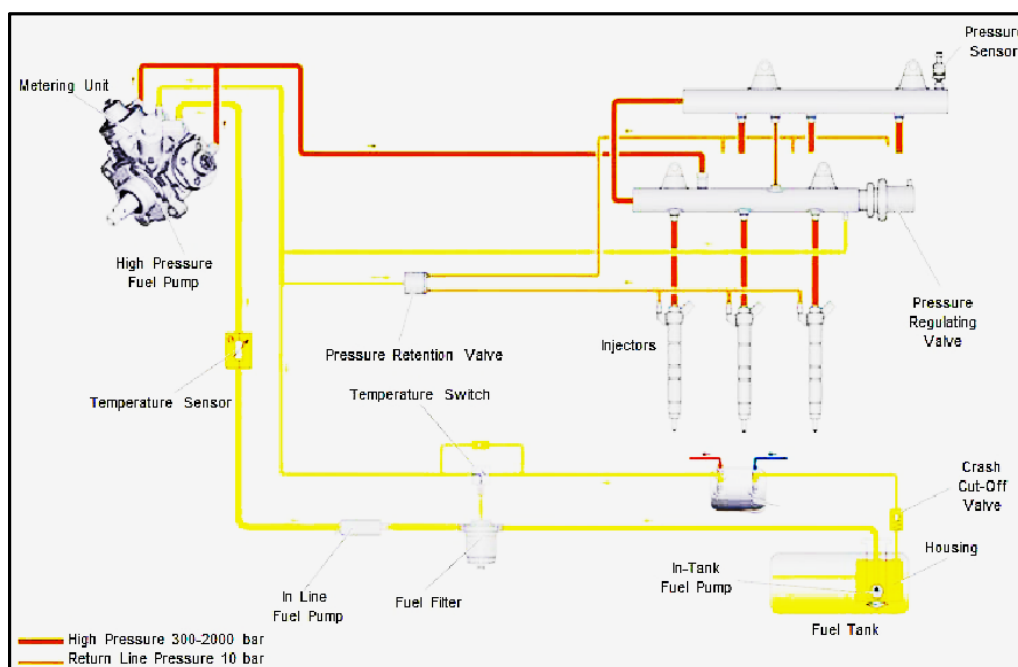 Pressure
Sensor
Metering Unit
High Pressure
Fuel Pump
Pressure
Regulating
Valve
Injectors
Pressure Retention Valve
Temperature Sensor
Temperature Switch
Crash
Cut-Off
Valve
Housing
In-Tank
Fuel Pump
In Line
Fuel Pump
Fuel Filter
Fuel Tank
High Pressure 300-2000 bar
Return Line Pressure 10 bar